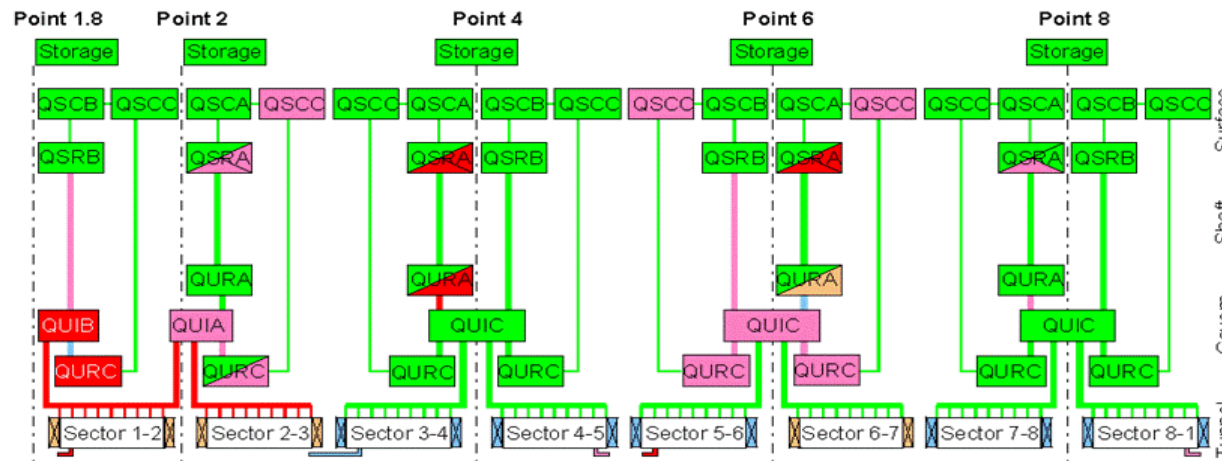 Point 1.8 Point 2 Point 4 Point 6 Point 8
Storage Storage Storage Storage Storage
QSCB QSCC QSCA QSCC QSCC QSCA QSCB QSCC QSCC QSCB QSCA QSCC QSCC QSCA QSCB QSCC
QSRB QSRA QSRA QSRB QSRB QSRA QSRA QSRB
QURA QURA QURA QURA
QUIB QUIA QUIC QUIC QUIC
QURC QURC QURC QURC QURC QURC QURC QURC
Sector 1-2 Sector 2-3 Sector 3-4 Sector 4-5 Sector 5-6 Sector 6-7 Sector 7-8 Sector 8-1